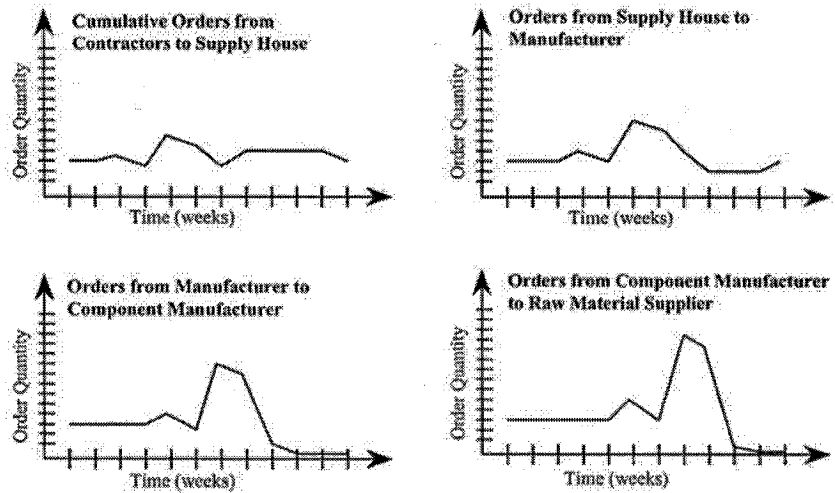 Cumulative Orders from
Contractors to Supply House
Order Quantity
Time (weeks)
Orders from Supply House to
Manufacturer
Order Quantity
Time (weeks)
Orders from Manufacturer to
Component Manufacturer
Order Quantity
Time (weeks)
Orders from Component Manufacturer
to Raw Material Supplier
Order Quantity
Time (weeks)